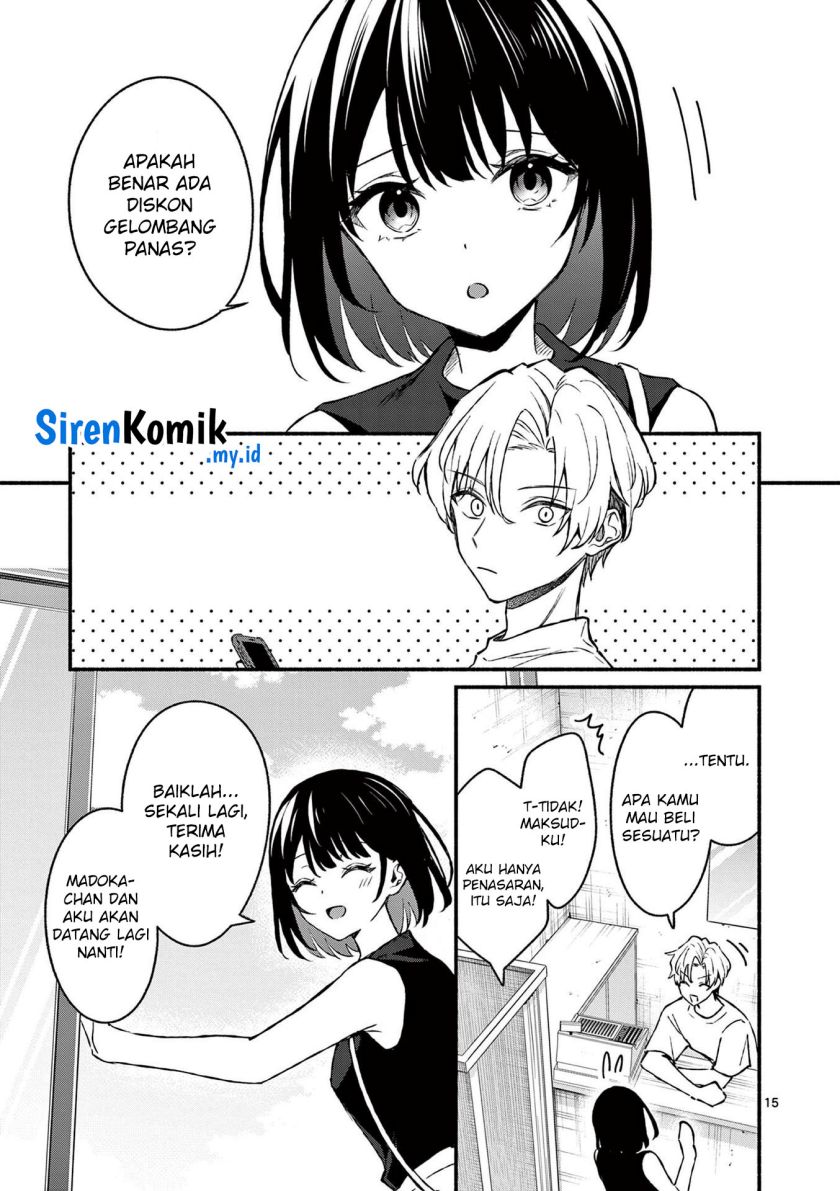 APAKAH
BENAR ADA
DISKON
GELOMBANG
PANAS?
SirenKomik
.my.id
...TENTU.
APA KAMU
MAU BELI
SESUATU?
T-TIDAK!
MAKSUD-
KU!
AKU HANYA
PENASARAN,
ITU SAJA!
BAIKLAH...
SEKALI LAGI,
TERIMA
KASIH!
MADOKA-
CHAN DAN
AKU AKAN
DATANG LAGI
NANTI!
15